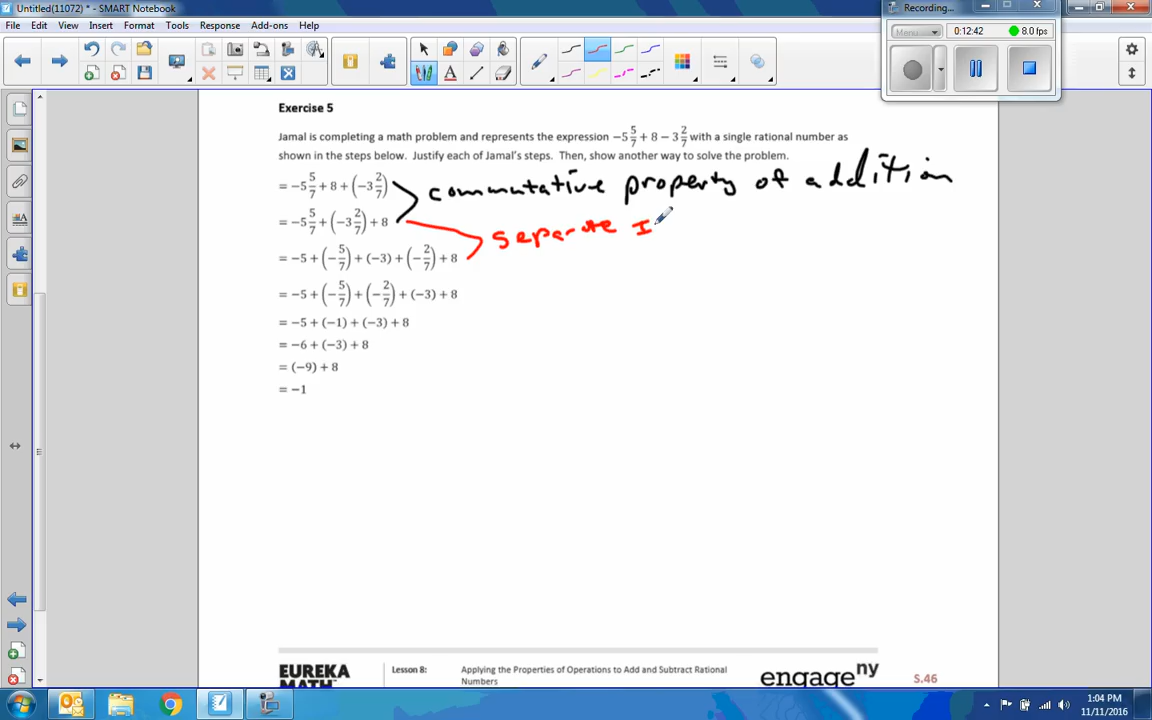 Untitled(11072) * - SMART Notebook
Recording...
File Edit View Insert Format Tools Response Add-ons Help
Menu 0:12:42 8.0 fps
Exercise 5
Jamal is completing a math problem and represents the expression −5 5/7 + 8 − 3 2/7 with a single rational number as
shown in the steps below. Justify each of Jamal's steps. Then, show another way to solve the problem.
= −5 5/7 + 8 + (−3 2/7)
commutative property of addition
= −5 5/7 + (−3 2/7) + 8
separate I
= −5 + (−5/7) + (−3) + (−2/7) + 8
= −5 + (−5/7) + (−2/7) + (−3) + 8
= −5 + (−1) + (−3) + 8
= −6 + (−3) + 8
= (−9) + 8
= −1
EUREKA
MATH
Lesson 8:
Applying the Properties of Operations to Add and Subtract Rational
Numbers
engageny
S.46
1:04 PM
11/11/2016